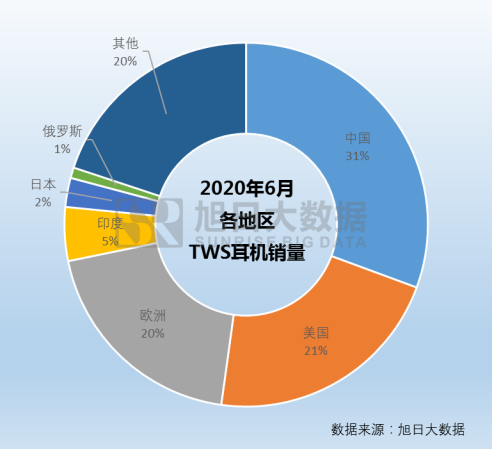 其他
20%
俄罗斯
1%
日本
2%
印度
5%
中国
31%
2020年6月
各地区
TWS耳机销量
旭日大数据
SUNRISE BIG DATA
欧洲
20%
美国
21%
数据来源：旭日大数据